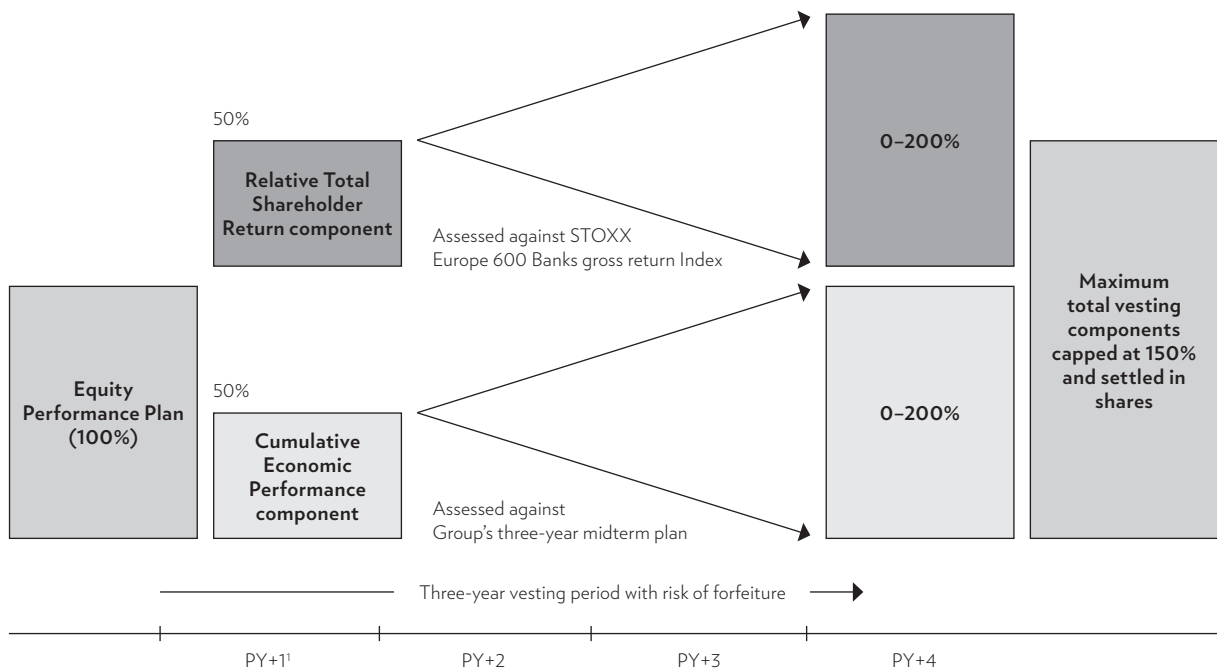 50%
Relative Total
Shareholder
Return component
Assessed against STOXX
Europe 600 Banks gross return Index
0–200%
Equity
Performance Plan
(100%)
50%
Cumulative
Economic
Performance
component
Assessed against
Group’s three-year midterm plan
0–200%
Maximum
total vesting
components
capped at 150%
and settled in
shares
Three-year vesting period with risk of forfeiture
PY+1¹ PY+2 PY+3 PY+4